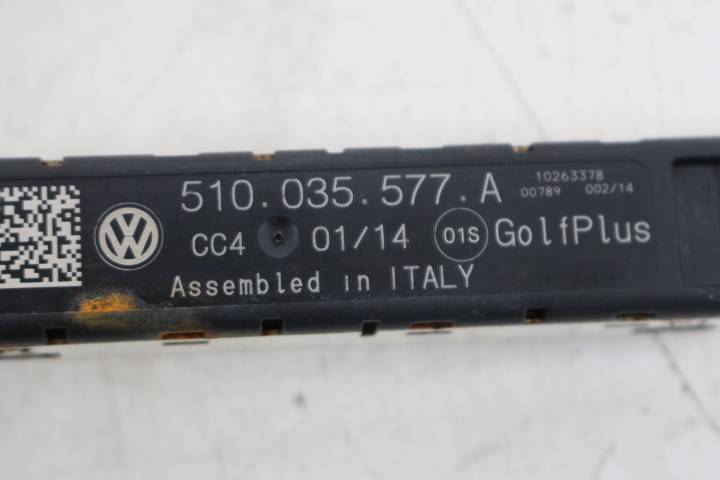 510.035.577.A
10263378
00789 002/14
CC4 01/14 01S GolfPlus
Assembled in ITALY